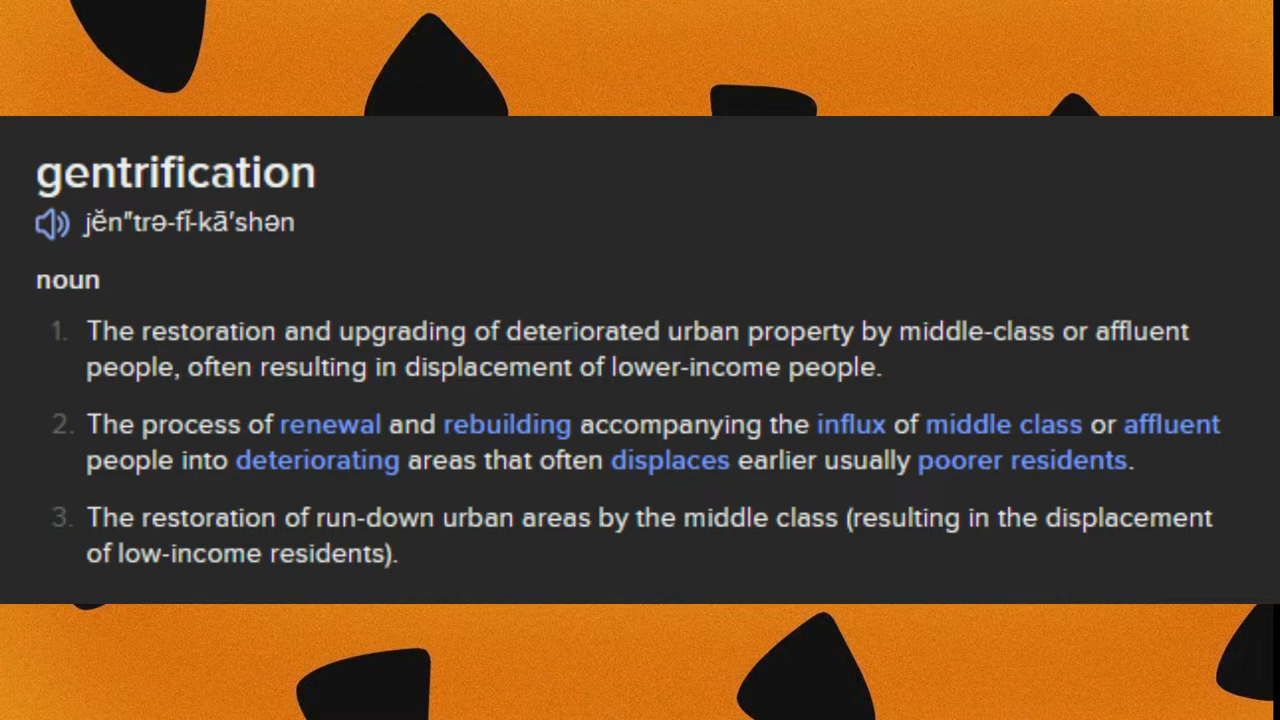 gentrification
jĕn″trə-fĭ-kā′shən
noun
1. The restoration and upgrading of deteriorated urban property by middle-class or affluent
people, often resulting in displacement of lower-income people.
2. The process of renewal and rebuilding accompanying the influx of middle class or affluent
people into deteriorating areas that often displaces earlier usually poorer residents.
3. The restoration of run-down urban areas by the middle class (resulting in the displacement
of low-income residents).